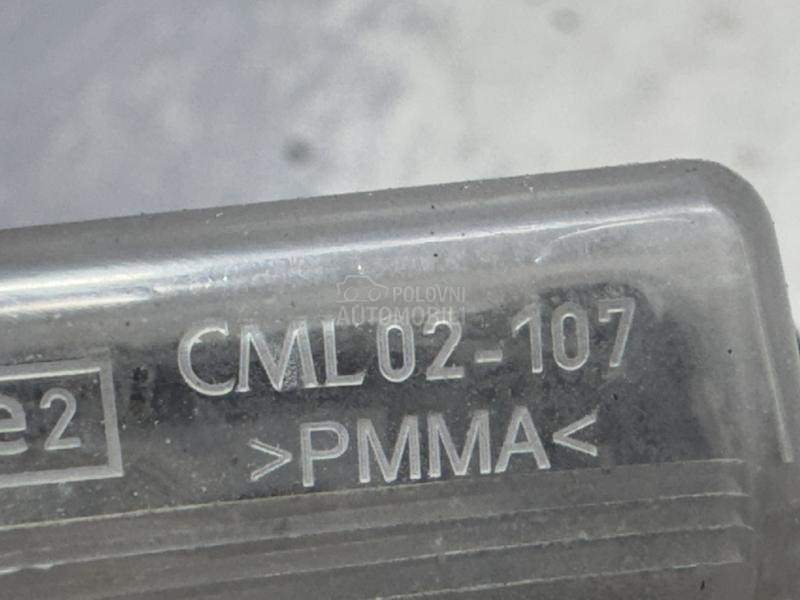 POLOVNI
AUTOMOBILI
CML02-107
e2
>PMMA<